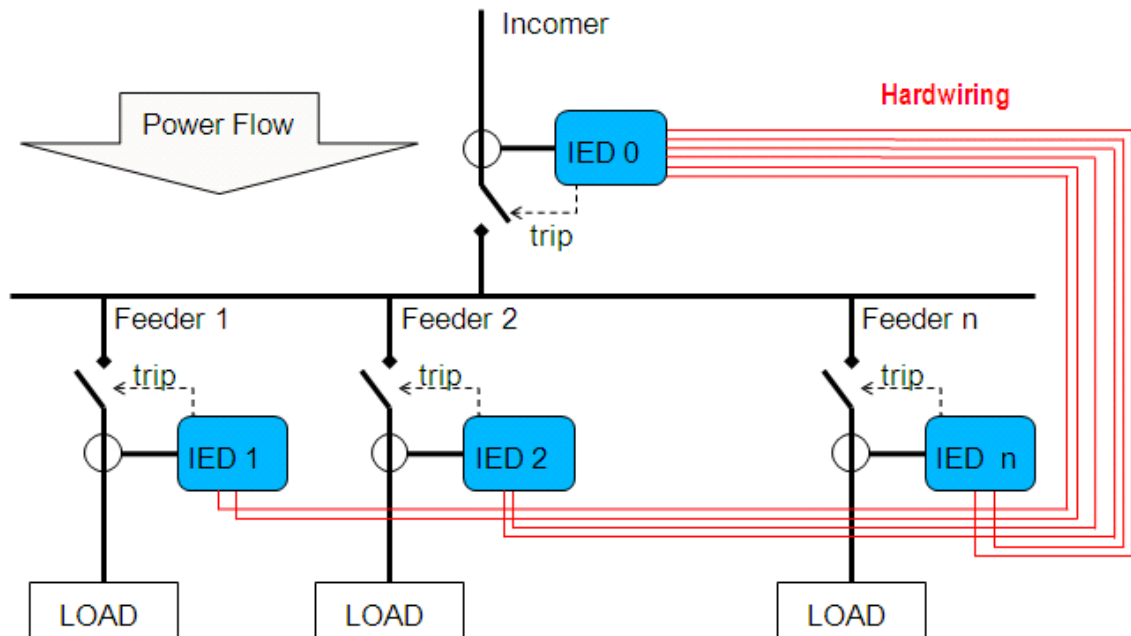 Incomer
Hardwiring
Power Flow
IED 0
trip
Feeder 1
Feeder 2
Feeder n
trip
trip
trip
IED 1
IED 2
IED n
LOAD
LOAD
LOAD